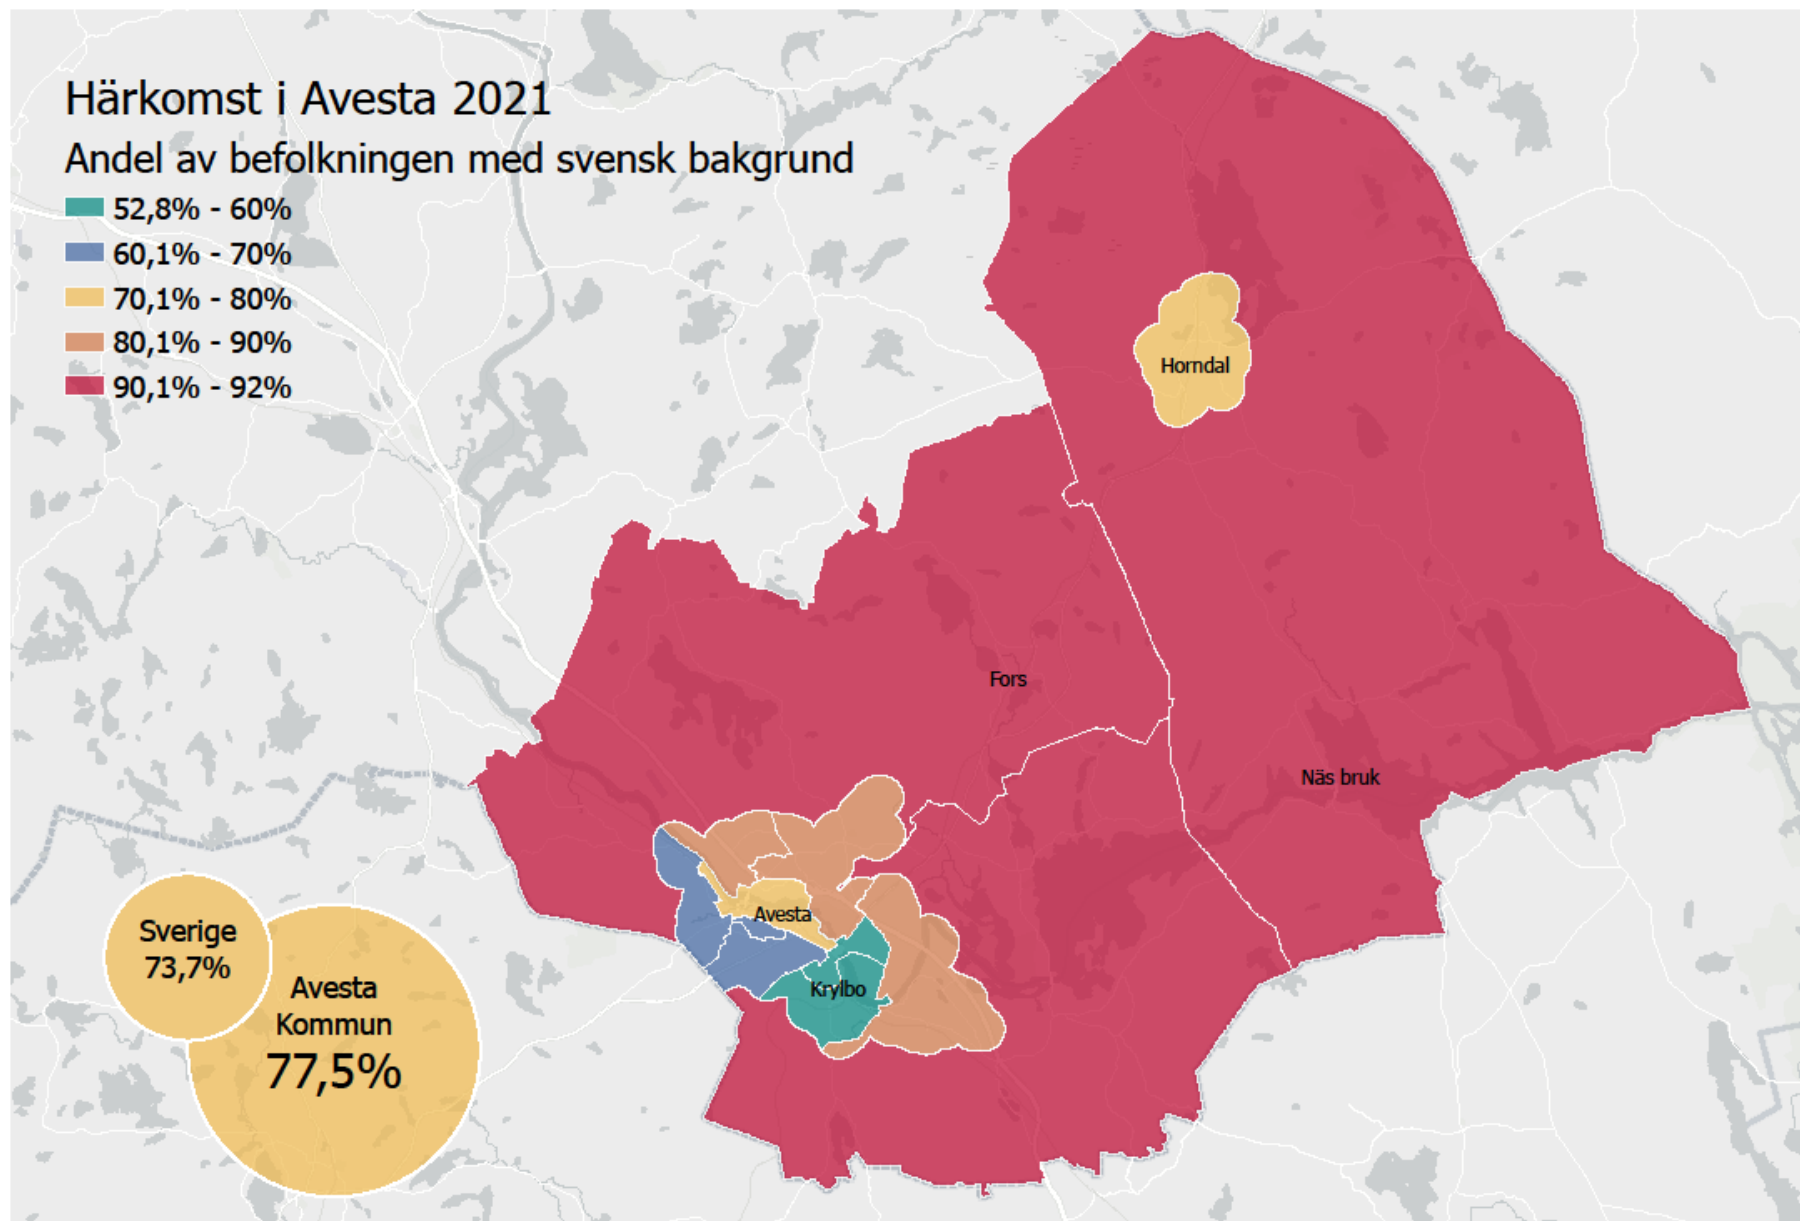 Härkomst i Avesta 2021
Andel av befolkningen med svensk bakgrund
52,8% - 60%
60,1% - 70%
70,1% - 80%
80,1% - 90%
90,1% - 92%
Horndal
Fors
Näs bruk
Avesta
Krylbo
Sverige
73,7%
Avesta
Kommun
77,5%